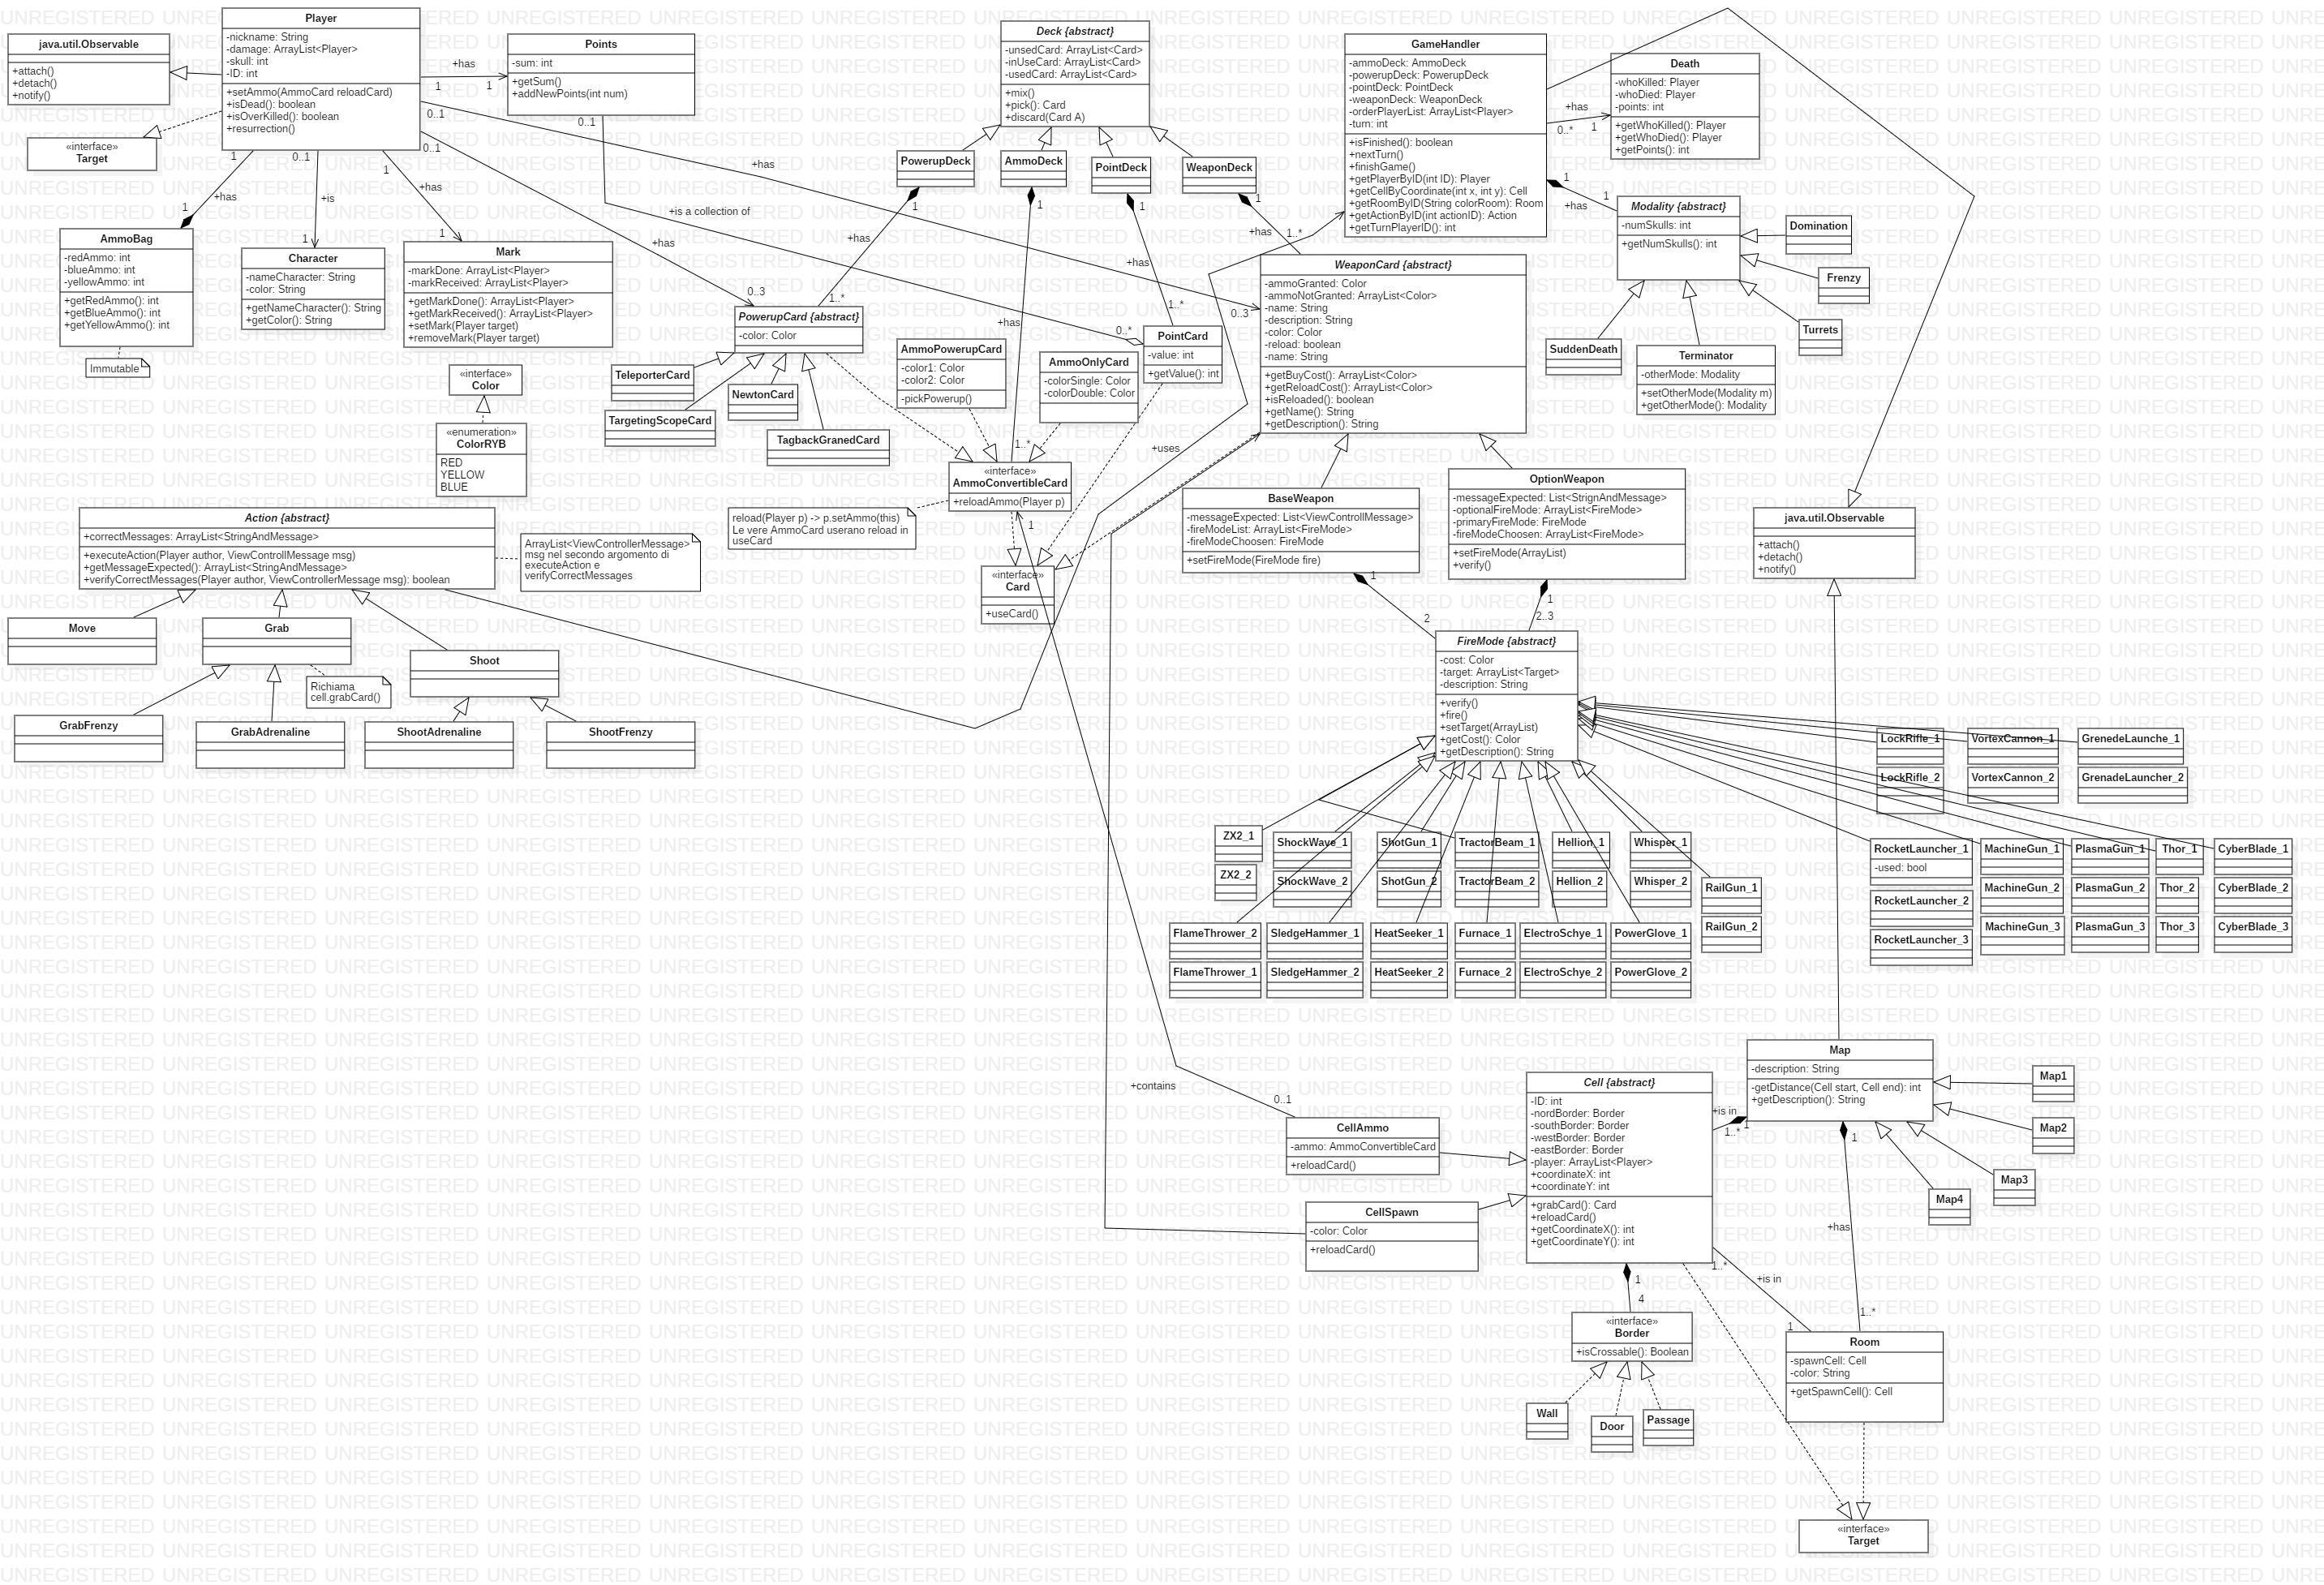 Player
-nickname: String
-damage: ArrayList<Player>
-skull: int
-ID: int
+setAmmo(AmmoCard reloadCard)
+isDead(): boolean
+isOverKilled(): boolean
+resurrection()
java.util.Observable
+attach()
+detach()
+notify()
«interface»
Target
Points
-sum: int
+getSum()
+addNewPoints(int num)
+has
1
1
0..1
0..1
0..1
1
0..1
1
+has
+is
+has
1
1
1
AmmoBag
-redAmmo: int
-blueAmmo: int
-yellowAmmo: int
+getRedAmmo(): int
+getBlueAmmo(): int
+getYellowAmmo(): int
Immutable
Character
-nameCharacter: String
-color: String
+getNameCharacter(): String
+getColor(): String
Mark
-markDone: ArrayList<Player>
-markReceived: ArrayList<Player>
+getMarkDone(): ArrayList<Player>
+getMarkReceived(): ArrayList<Player>
+setMark(Player target)
+removeMark(Player target)
«interface»
Color
«enumeration»
ColorRYB
RED
YELLOW
BLUE
Deck {abstract}
-unsedCard: ArrayList<Card>
-inUseCard: ArrayList<Card>
-usedCard: ArrayList<Card>
+mix()
+pick(): Card
+discard(Card A)
PowerupDeck
AmmoDeck
PointDeck
WeaponDeck
1
1
1
1
+has
+is a collection of
+has
+has
+has
+has
+has
1..*
0..3
1..*
1..*
0..*
0..3
1..*
PowerupCard {abstract}
-color: Color
TeleporterCard
TargetingScopeCard
NewtonCard
TagbackGranedCard
AmmoPowerupCard
-color1: Color
-color2: Color
-pickPowerup()
AmmoOnlyCard
-colorSingle: Color
-colorDouble: Color
PointCard
-value: int
+getValue(): int
«interface»
AmmoConvertibleCard
+reloadAmmo(Player p)
reload(Player p) -> p.setAmmo(this)
Le vere AmmoCard userano reload in
useCard
1
«interface»
Card
+useCard()
GameHandler
-ammoDeck: AmmoDeck
-powerupDeck: PowerupDeck
-pointDeck: PointDeck
-weaponDeck: WeaponDeck
-orderPlayerList: ArrayList<Player>
-turn: int
+isFinished(): boolean
+nextTurn()
+finishGame()
+getPlayerByID(int ID): Player
+getCellByCoordinate(int x, int y): Cell
+getRoomByID(String colorRoom): Room
+getActionByID(int actionID): Action
+getTurnPlayerID(): int
+has
0..*
1
Death
-whoKilled: Player
-whoDied: Player
-points: int
+getWhoKilled(): Player
+getWhoDied(): Player
+getPoints(): int
1
+has
1
Modality {abstract}
-numSkulls: int
+getNumSkulls(): int
Domination
Frenzy
Turrets
SuddenDeath
Terminator
-otherMode: Modality
+setOtherMode(Modality m)
+getOtherMode(): Modality
WeaponCard {abstract}
-ammoGranted: Color
-ammoNotGranted: ArrayList<Color>
-name: String
-description: String
-color: Color
-reload: boolean
-name: String
+getBuyCost(): ArrayList<Color>
+getReloadCost(): ArrayList<Color>
+isReloaded(): boolean
+getName(): String
+getDescription(): String
+uses
BaseWeapon
-messageExpected: List<ViewControllMessage>
-fireModeList: ArrayList<FireMode>
-fireModeChoosen: FireMode
+setFireMode(FireMode fire)
OptionWeapon
-messageExpected: List<StrignAndMessage>
-optionalFireMode: ArrayList<FireMode>
-primaryFireMode: FireMode
-fireModeChoosen: ArrayList<FireMode>
+setFireMode(ArrayList)
+verify()
1
2
1
2..3
java.util.Observable
+attach()
+detach()
+notify()
Action {abstract}
+correctMessages: ArrayList<StringAndMessage>
+executeAction(Player author, ViewControllMessage msg)
+getMessageExpected(): ArrayList<StringAndMessage>
+verifyCorrectMessages(Player author, ViewControllerMessage msg): boolean
ArrayList<ViewControllerMessage>
msg nel secondo argomento di
executeAction e
verifyCorrectMessages
Move
Grab
Shoot
Richiama
cell.grabCard()
GrabFrenzy
GrabAdrenaline
ShootAdrenaline
ShootFrenzy
FireMode {abstract}
-cost: Color
-target: ArrayList<Target>
-description: String
+verify()
+fire()
+setTarget(ArrayList)
+getCost(): Color
+getDescription(): String
LockRifle_1
VortexCannon_1
GrenedeLaunche_1
LockRifle_2
VortexCannon_2
GrenadeLauncher_2
ZX2_1
ShockWave_1
ShotGun_1
TractorBeam_1
Hellion_1
Whisper_1
ZX2_2
ShockWave_2
ShotGun_2
TractorBeam_2
Hellion_2
Whisper_2
RailGun_1
RailGun_2
RocketLauncher_1
-used: bool
MachineGun_1
PlasmaGun_1
Thor_1
CyberBlade_1
RocketLauncher_2
MachineGun_2
PlasmaGun_2
Thor_2
CyberBlade_2
RocketLauncher_3
MachineGun_3
PlasmaGun_3
Thor_3
CyberBlade_3
FlameThrower_2
SledgeHammer_1
HeatSeeker_1
Furnace_1
ElectroSchye_1
PowerGlove_1
FlameThrower_1
SledgeHammer_2
HeatSeeker_2
Furnace_2
ElectroSchye_2
PowerGlove_2
+contains
0..1
CellAmmo
-ammo: AmmoConvertibleCard
+reloadCard()
CellSpawn
-color: Color
+reloadCard()
Cell {abstract}
-ID: int
-nordBorder: Border
-southBorder: Border
-westBorder: Border
-eastBorder: Border
-player: ArrayList<Player>
+coordinateX: int
+coordinateY: int
+grabCard(): Card
+reloadCard()
+getCoordinateX(): int
+getCoordinateY(): int
+is in
1..*
1
Map
-description: String
-getDistance(Cell start, Cell end): int
+getDescription(): String
Map1
Map2
Map3
Map4
1
+has
1..*
1..*
+is in
1
1
4
«interface»
Border
+isCrossable(): Boolean
Wall
Door
Passage
Room
-spawnCell: Cell
-color: String
+getSpawnCell(): Cell
«interface»
Target